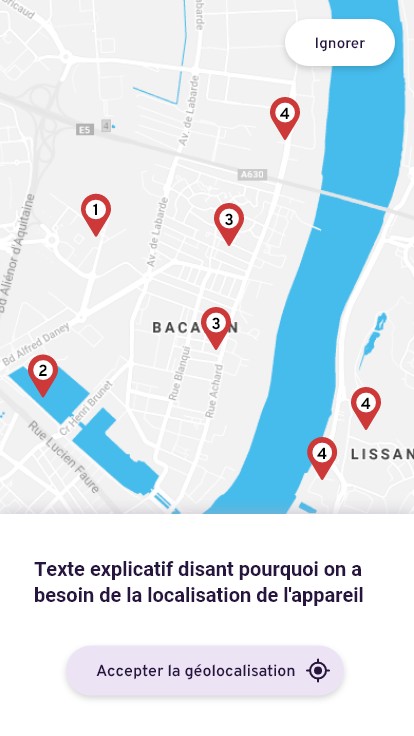 Ignorer
Av. de Labarde
4
E5
4
A630
Bd Aliénor d'Aquitaine
1
3
Av. de Labarde
3
Bd Alfred Daney
2
Rue Blanqui
Rue Achard
Cr Henri Brunet
4
Rue Lucien Faure
4
LISSAN
Texte explicatif disant pourquoi on a
besoin de la localisation de l'appareil
Accepter la géolocalisation